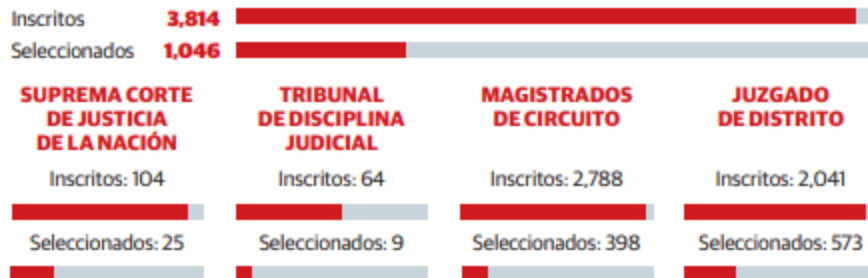 Inscritos 3,814
Seleccionados 1,046
SUPREMA CORTE
DE JUSTICIA
DE LA NACIÓN
Inscritos: 104
Seleccionados: 25
TRIBUNAL
DE DISCIPLINA
JUDICIAL
Inscritos: 64
Seleccionados: 9
MAGISTRADOS
DE CIRCUITO
Inscritos: 2,788
Seleccionados: 398
JUZGADO
DE DISTRITO
Inscritos: 2,041
Seleccionados: 573